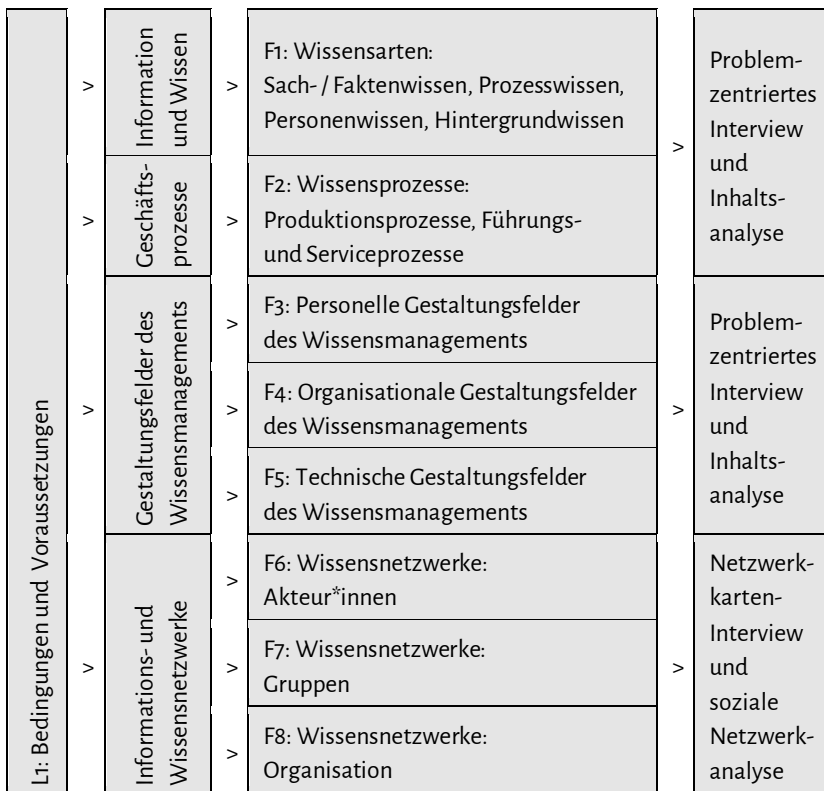 L1: Bedingungen und Voraussetzungen
>
Information
und Wissen
>
F1: Wissensarten:
Sach- / Faktenwissen, Prozesswissen,
Personenwissen, Hintergrundwissen
>
Geschäfts-
prozesse
>
F2: Wissensprozesse:
Produktionsprozesse, Führungs-
und Serviceprozesse
>
Problem-
zentriertes
Interview
und
Inhalts-
analyse
>
Gestaltungsfelder des
Wissensmanagements
>
F3: Personelle Gestaltungsfelder
des Wissensmanagements
>
F4: Organisationale Gestaltungsfelder
des Wissensmanagements
>
F5: Technische Gestaltungsfelder
des Wissensmanagements
>
Problem-
zentriertes
Interview
und
Inhalts-
analyse
>
Informations- und
Wissensnetzwerke
>
F6: Wissensnetzwerke:
Akteur*innen
>
F7: Wissensnetzwerke:
Gruppen
>
F8: Wissensnetzwerke:
Organisation
>
Netzwerk-
karten-
Interview
und
soziale
Netzwerk-
analyse